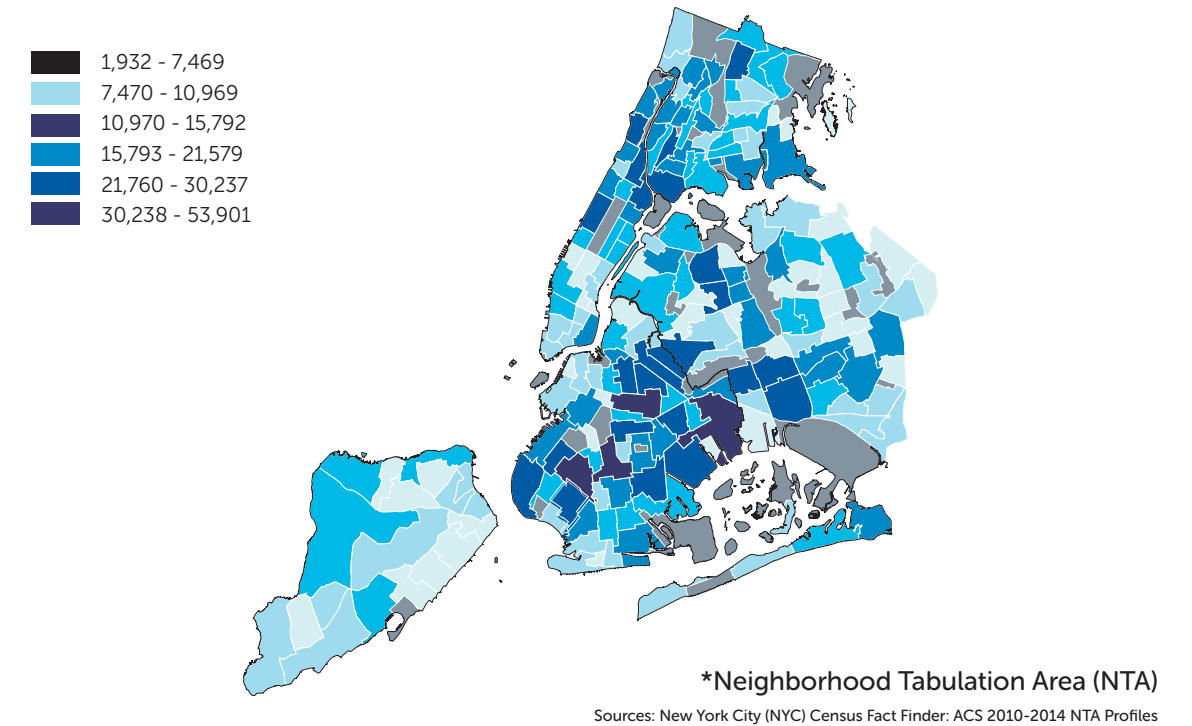 1,932 - 7,469
7,470 - 10,969
10,970 - 15,792
15,793 - 21,579
21,760 - 30,237
30,238 - 53,901
*Neighborhood Tabulation Area (NTA)
Sources: New York City (NYC) Census Fact Finder: ACS 2010-2014 NTA Profiles